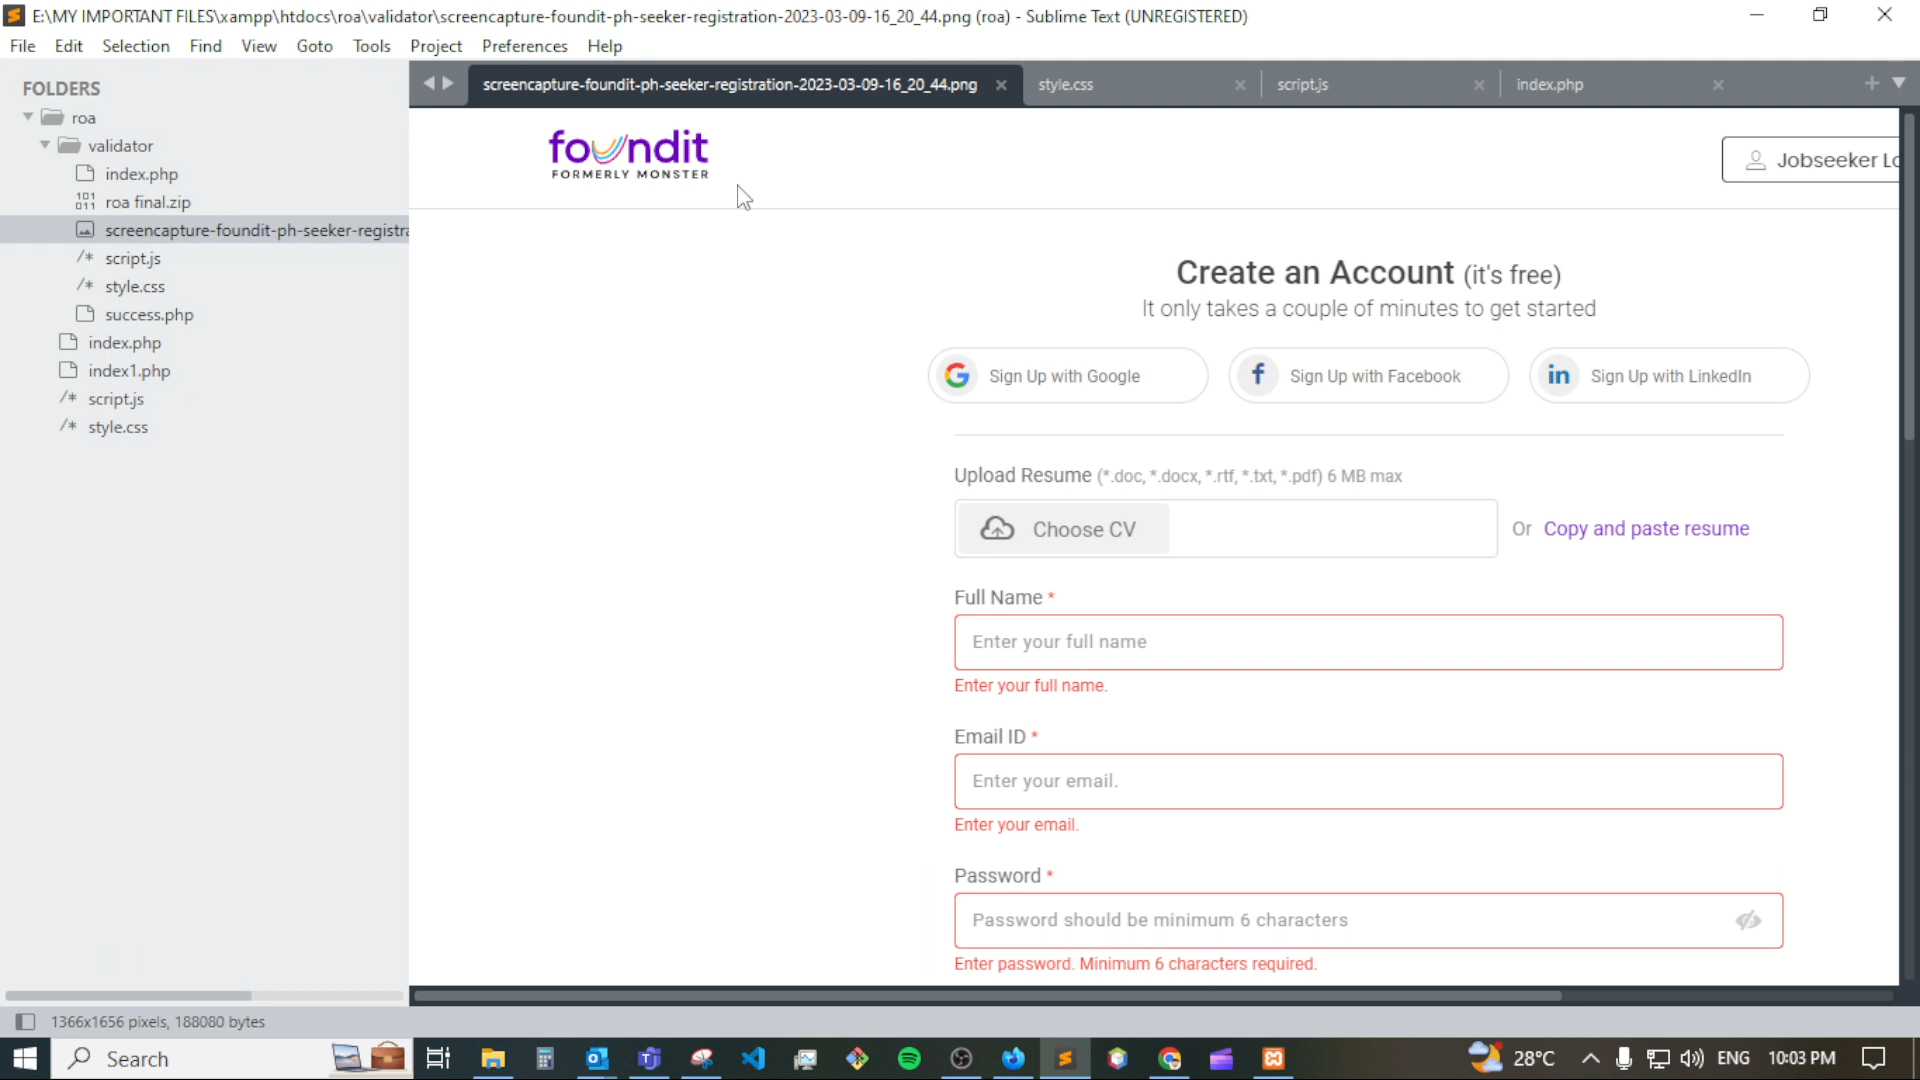 E:\MY IMPORTANT FILES\xampp\htdocs\roa\validator\screencapture-foundit-ph-seeker-registration-2023-03-09-16_20_44.png (roa) - Sublime Text (UNREGISTERED)
File Edit Selection Find View Goto Tools Project Preferences Help
FOLDERS
roa
validator
index.php
roa final.zip
screencapture-foundit-ph-seeker-registra
script.js
style.css
success.php
index.php
index1.php
script.js
style.css
screencapture-foundit-ph-seeker-registration-2023-03-09-16_20_44.png style.css script.js index.php
foundit
FORMERLY MONSTER
Jobseeker Lo
Create an Account (it's free)
It only takes a couple of minutes to get started
Sign Up with Google Sign Up with Facebook Sign Up with LinkedIn
Upload Resume (*.doc, *.docx, *.rtf, *.txt, *.pdf) 6 MB max
Choose CV Or Copy and paste resume
Full Name *
Enter your full name
Enter your full name.
Email ID *
Enter your email.
Enter your email.
Password *
Password should be minimum 6 characters
Enter password. Minimum 6 characters required.
1366x1656 pixels, 188080 bytes
Search 28°C ENG 10:03 PM